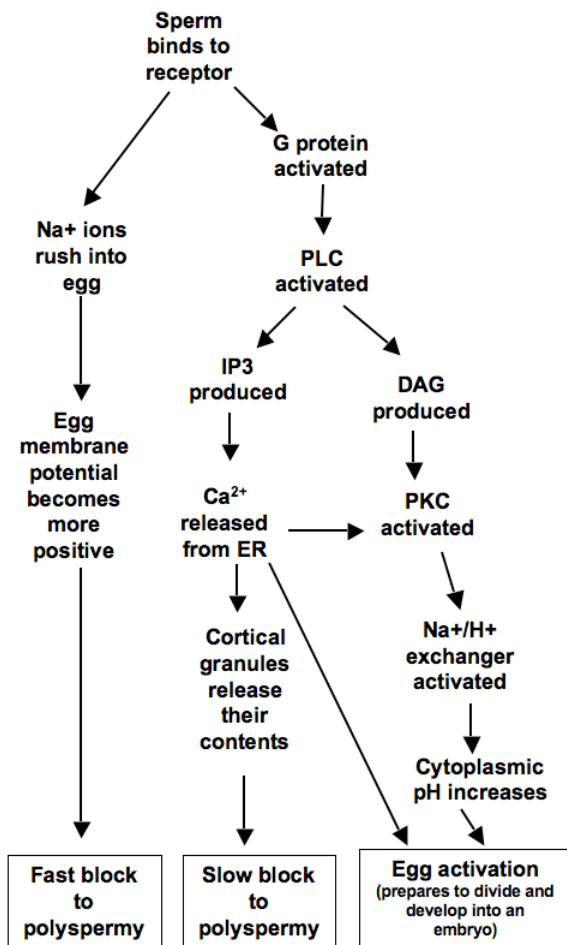 Sperm
binds to
receptor
G protein
activated
Na+ ions
rush into
egg
PLC
activated
IP3
produced
DAG
produced
Egg
membrane
potential
becomes
more
positive
Ca²⁺
released
from ER
PKC
activated
Cortical
granules
release
their
contents
Na+/H+
exchanger
activated
Cytoplasmic
pH increases
Fast block
to
polyspermy
Slow block
to
polyspermy
Egg activation
(prepares to divide and
develop into an
embryo)